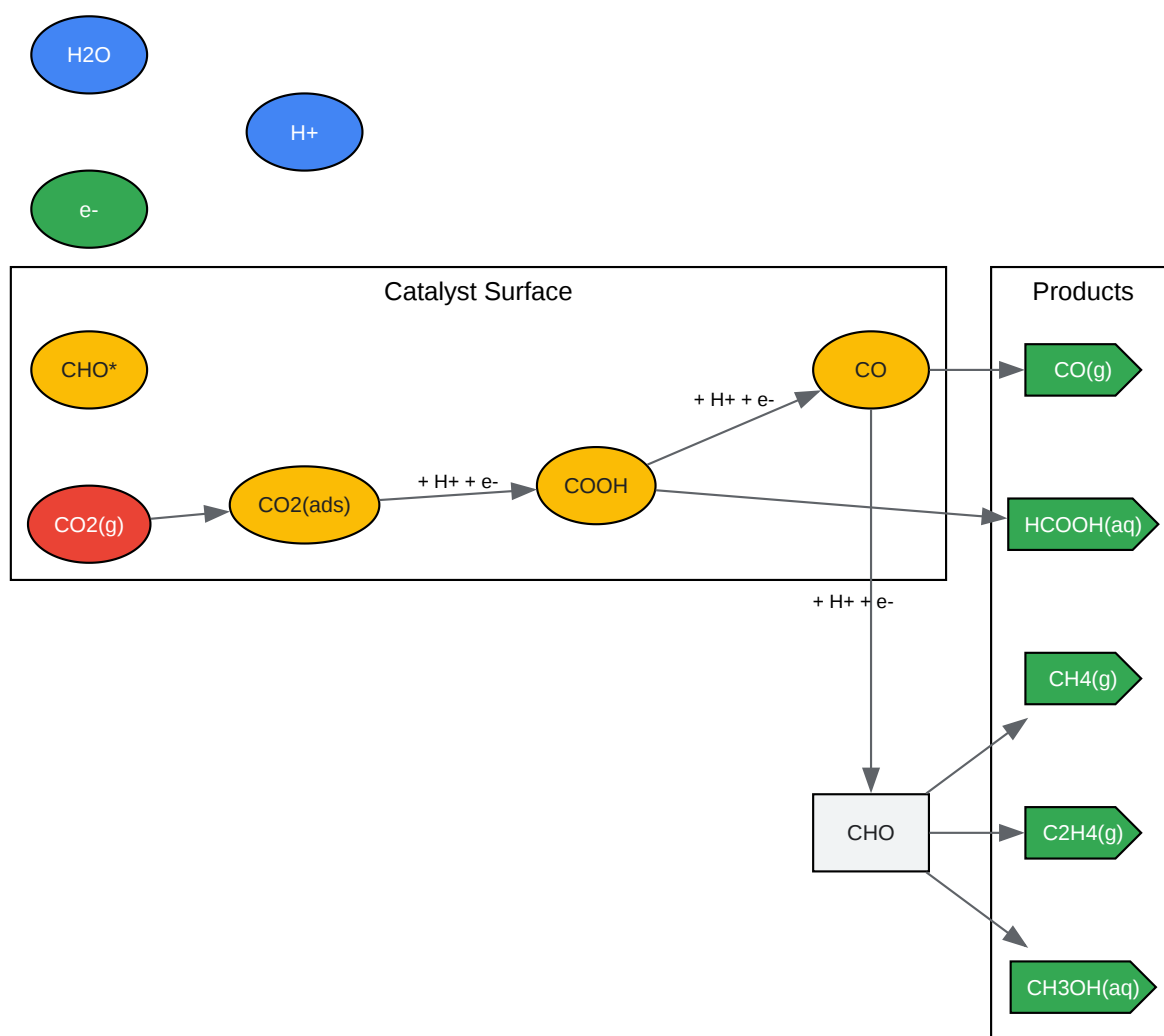 H2O
H+
e-
Catalyst Surface
Products
CHO*
CO
CO(g)
+ H+ + e-
+ H+ + e-
COOH
CO2(ads)
CO2(g)
HCOOH(aq)
+ H+ + e-
CH4(g)
CHO
C2H4(g)
CH3OH(aq)